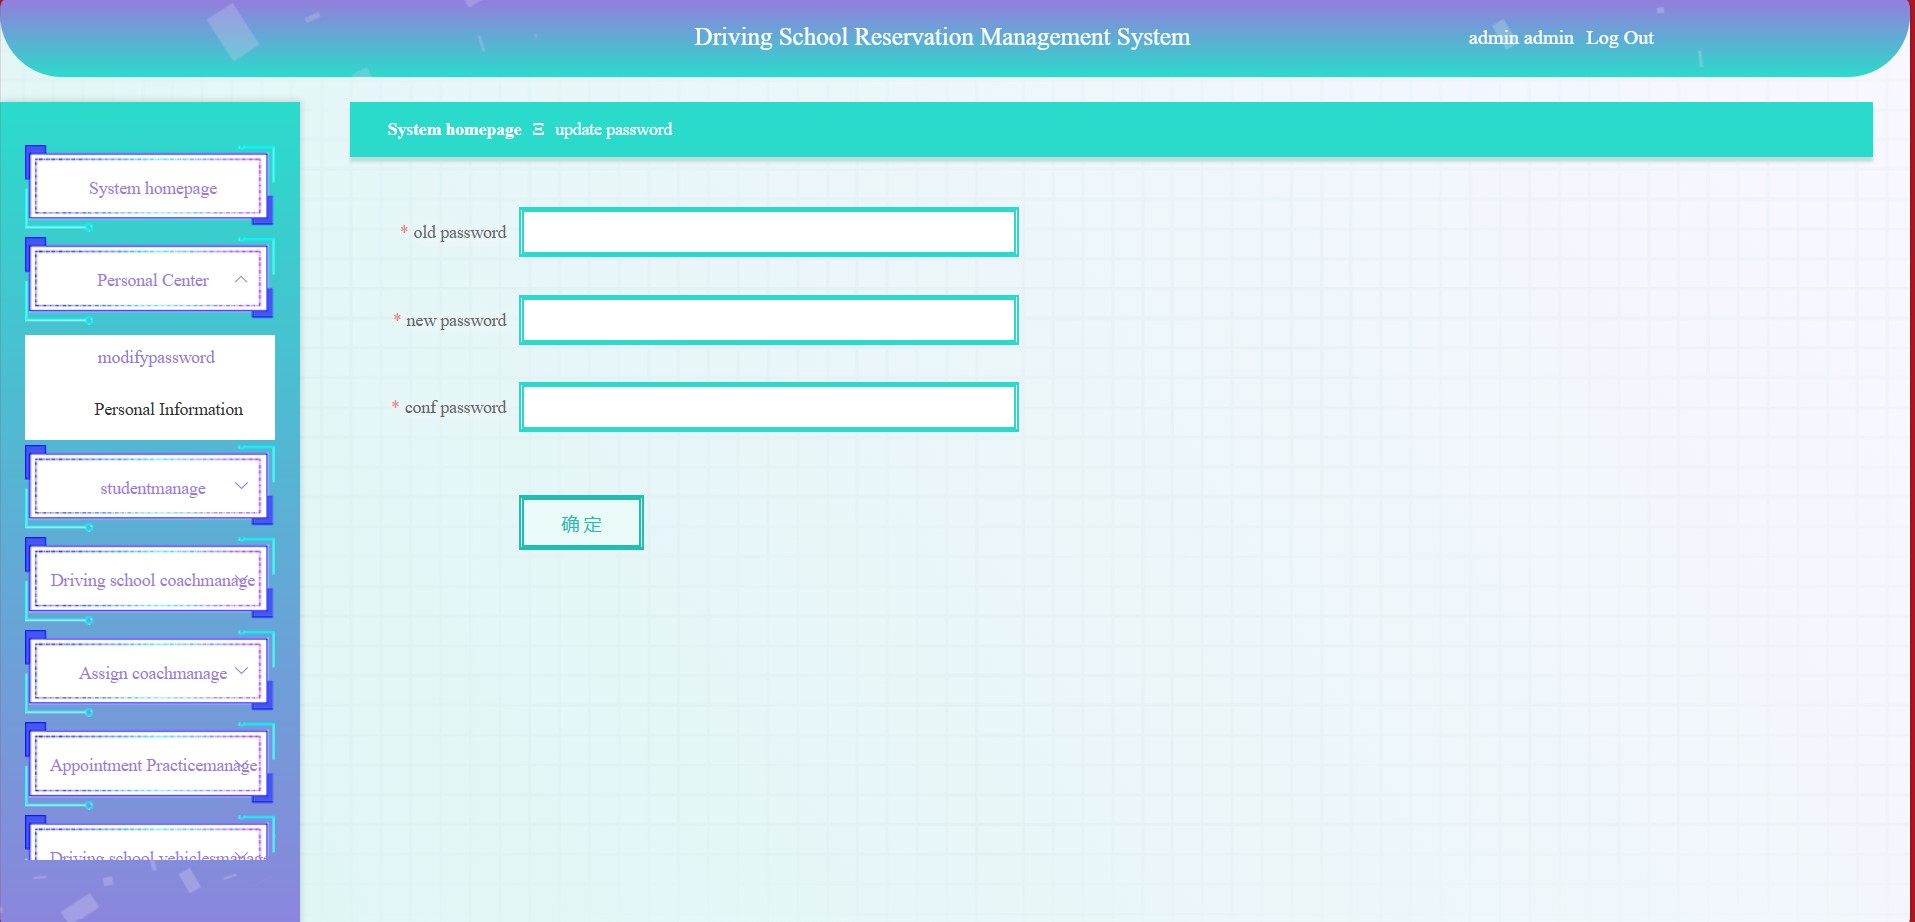 Driving School Reservation Management System
admin admin Log Out
System homepage Ξ update password
System homepage
Personal Center
modifypassword
Personal Information
studentmanage
Driving school coachmanage
Assign coachmanage
Appointment Practicemanage
Driving school vehiclesmanage
* old password
* new password
* conf password
确定